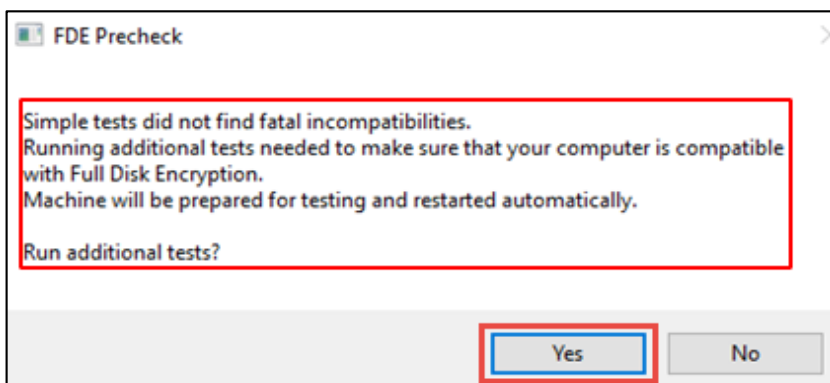 FDE Precheck
Simple tests did not find fatal incompatibilities.
Running additional tests needed to make sure that your computer is compatible
with Full Disk Encryption.
Machine will be prepared for testing and restarted automatically.
Run additional tests?
Yes No